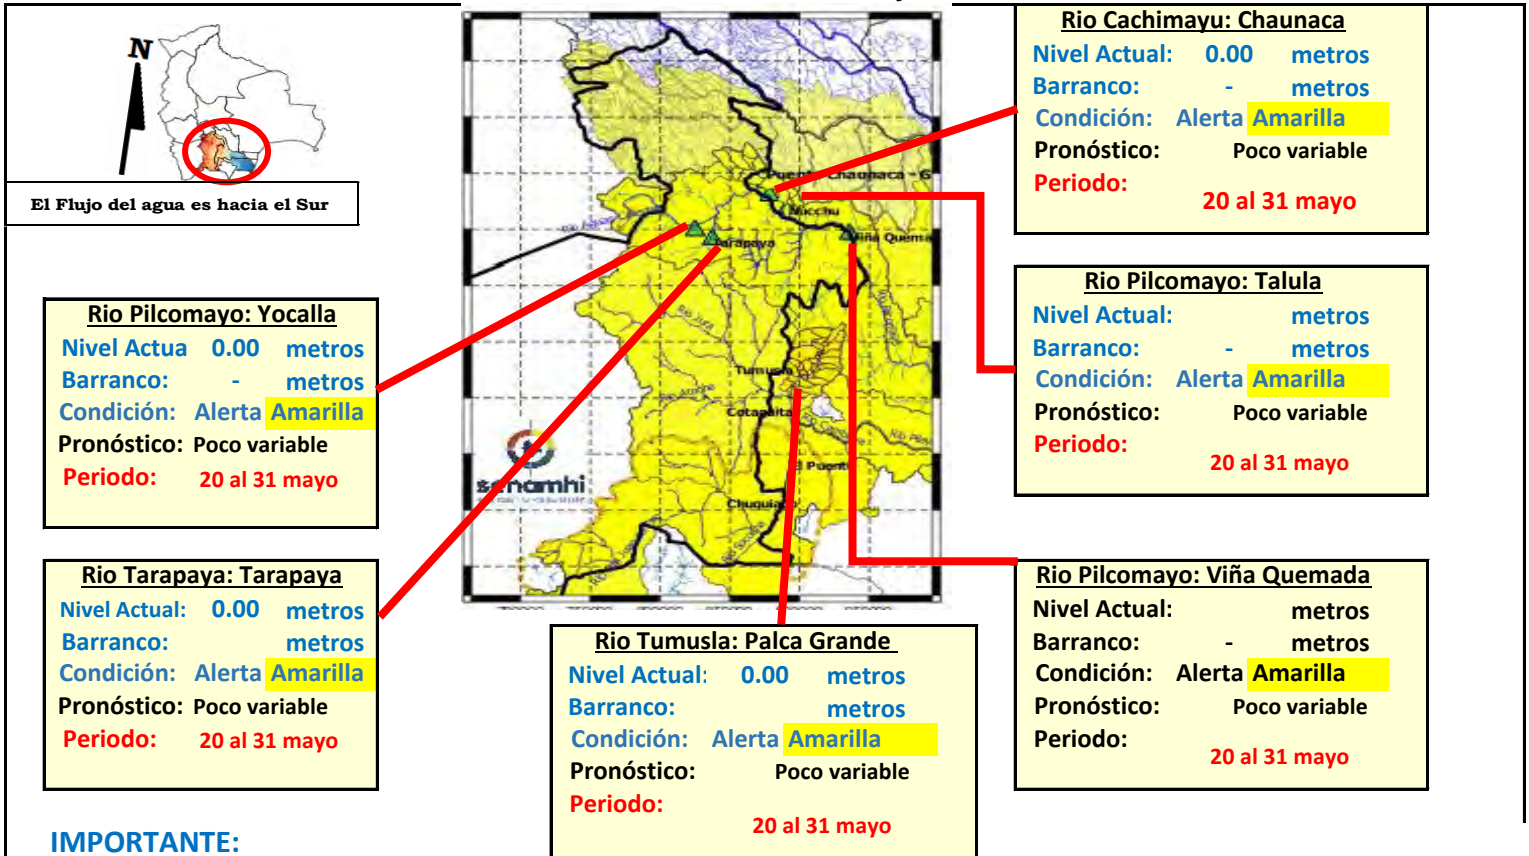 N
El Flujo del agua es hacia el Sur
Rio Pilcomayo: Yocalla
Nivel Actua 0.00 metros
Barranco: - metros
Condición: Alerta Amarilla
Pronóstico: Poco variable
Periodo: 20 al 31 mayo
Rio Tarapaya: Tarapaya
Nivel Actual: 0.00 metros
Barranco: metros
Condición: Alerta Amarilla
Pronóstico: Poco variable
Periodo: 20 al 31 mayo
IMPORTANTE:
Puente Chaunaca - 6
Micchu
Tarapaya
Viña Quema
Tumusla
Cotagaita
El Puente
senamhi
Rio Tumusla: Palca Grande
Nivel Actual: 0.00 metros
Barranco: metros
Condición: Alerta Amarilla
Pronóstico: Poco variable
Periodo:
20 al 31 mayo
Rio Cachimayu: Chaunaca
Nivel Actual: 0.00 metros
Barranco: - metros
Condición: Alerta Amarilla
Pronóstico: Poco variable
Periodo:
20 al 31 mayo
Rio Pilcomayo: Talula
Nivel Actual: metros
Barranco: - metros
Condición: Alerta Amarilla
Pronóstico: Poco variable
Periodo:
20 al 31 mayo
Rio Pilcomayo: Viña Quemada
Nivel Actual: metros
Barranco: - metros
Condición: Alerta Amarilla
Pronóstico: Poco variable
Periodo:
20 al 31 mayo